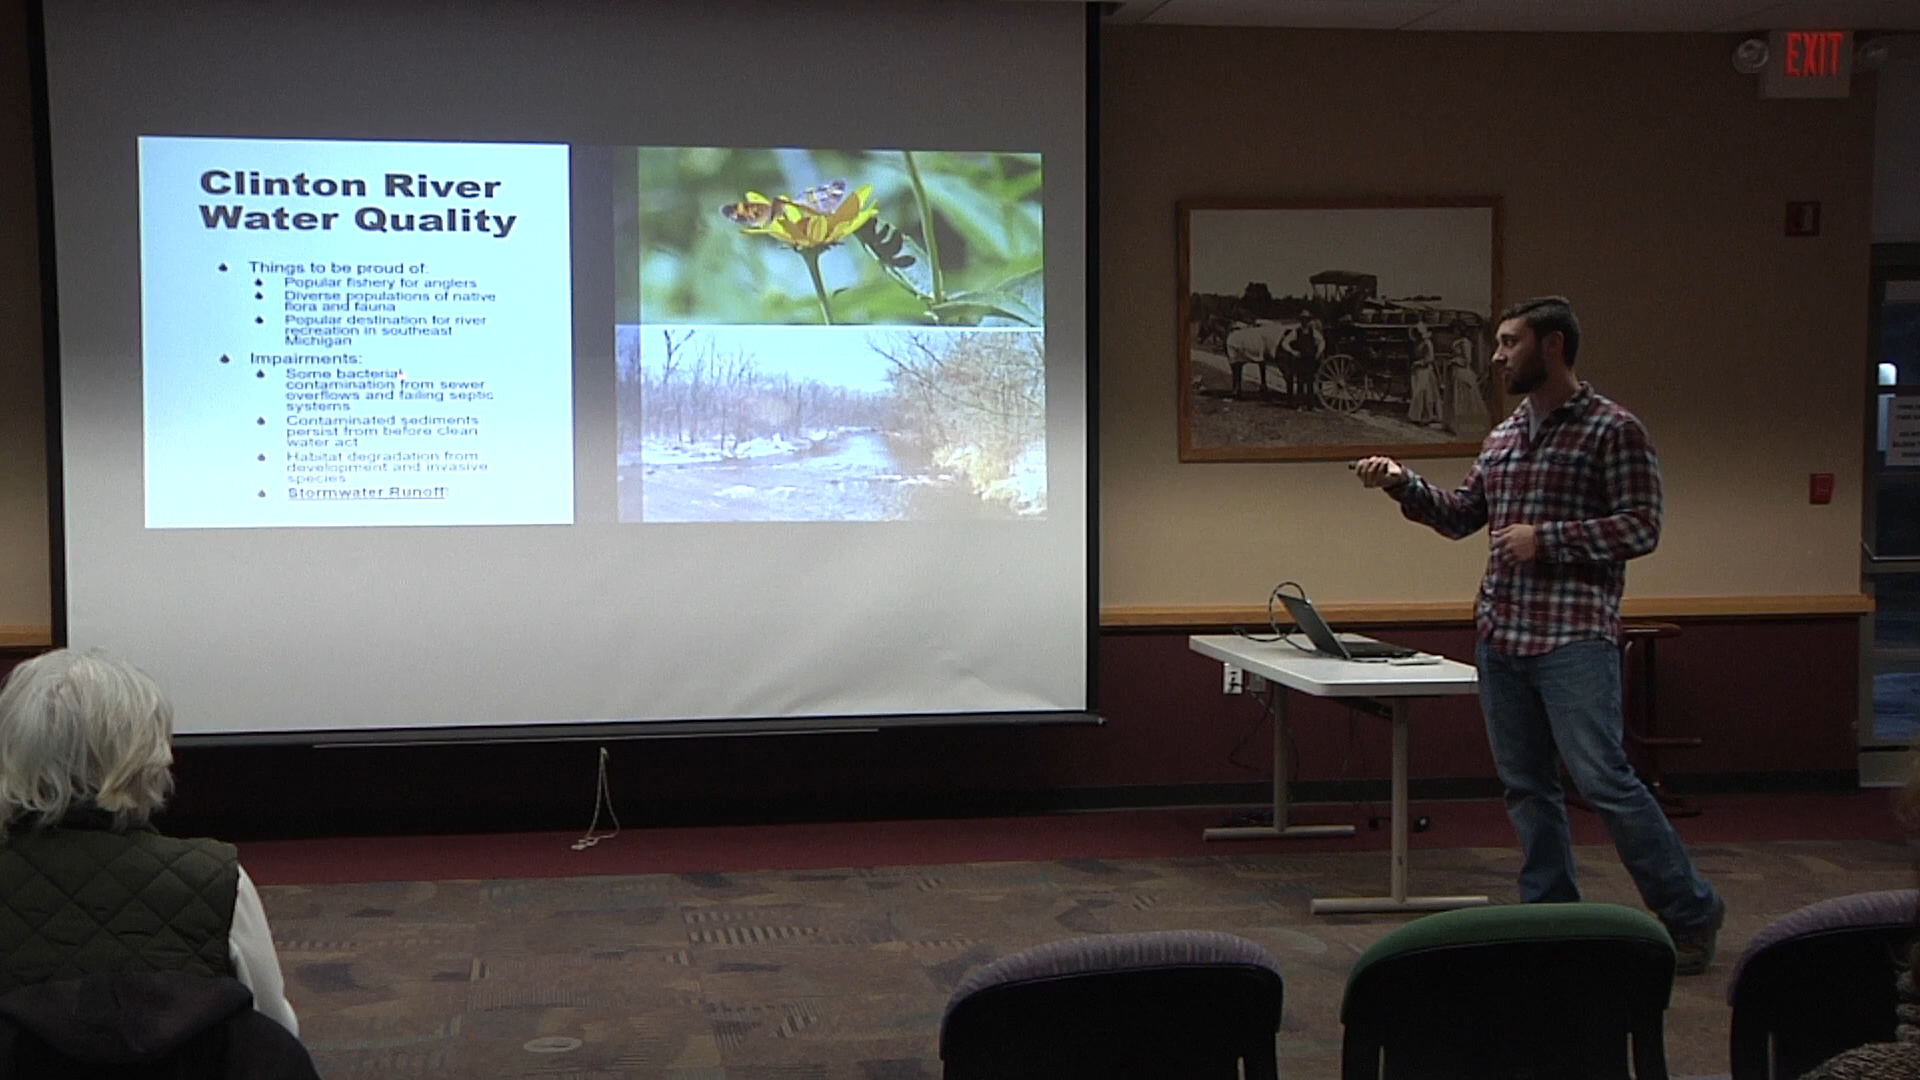 Clinton River
Water Quality
Things to be proud of:
Popular fishery for anglers
Diverse populations of native
flora and fauna
Popular destination for river
recreation in southeast
Michigan
Impairments:
Some bacterial
contamination from sewer
overflows and failing septic
systems
Contaminated sediments
persist from before clean
water act
Habitat degradation from
development and invasive
species
Stormwater Runoff
EXIT